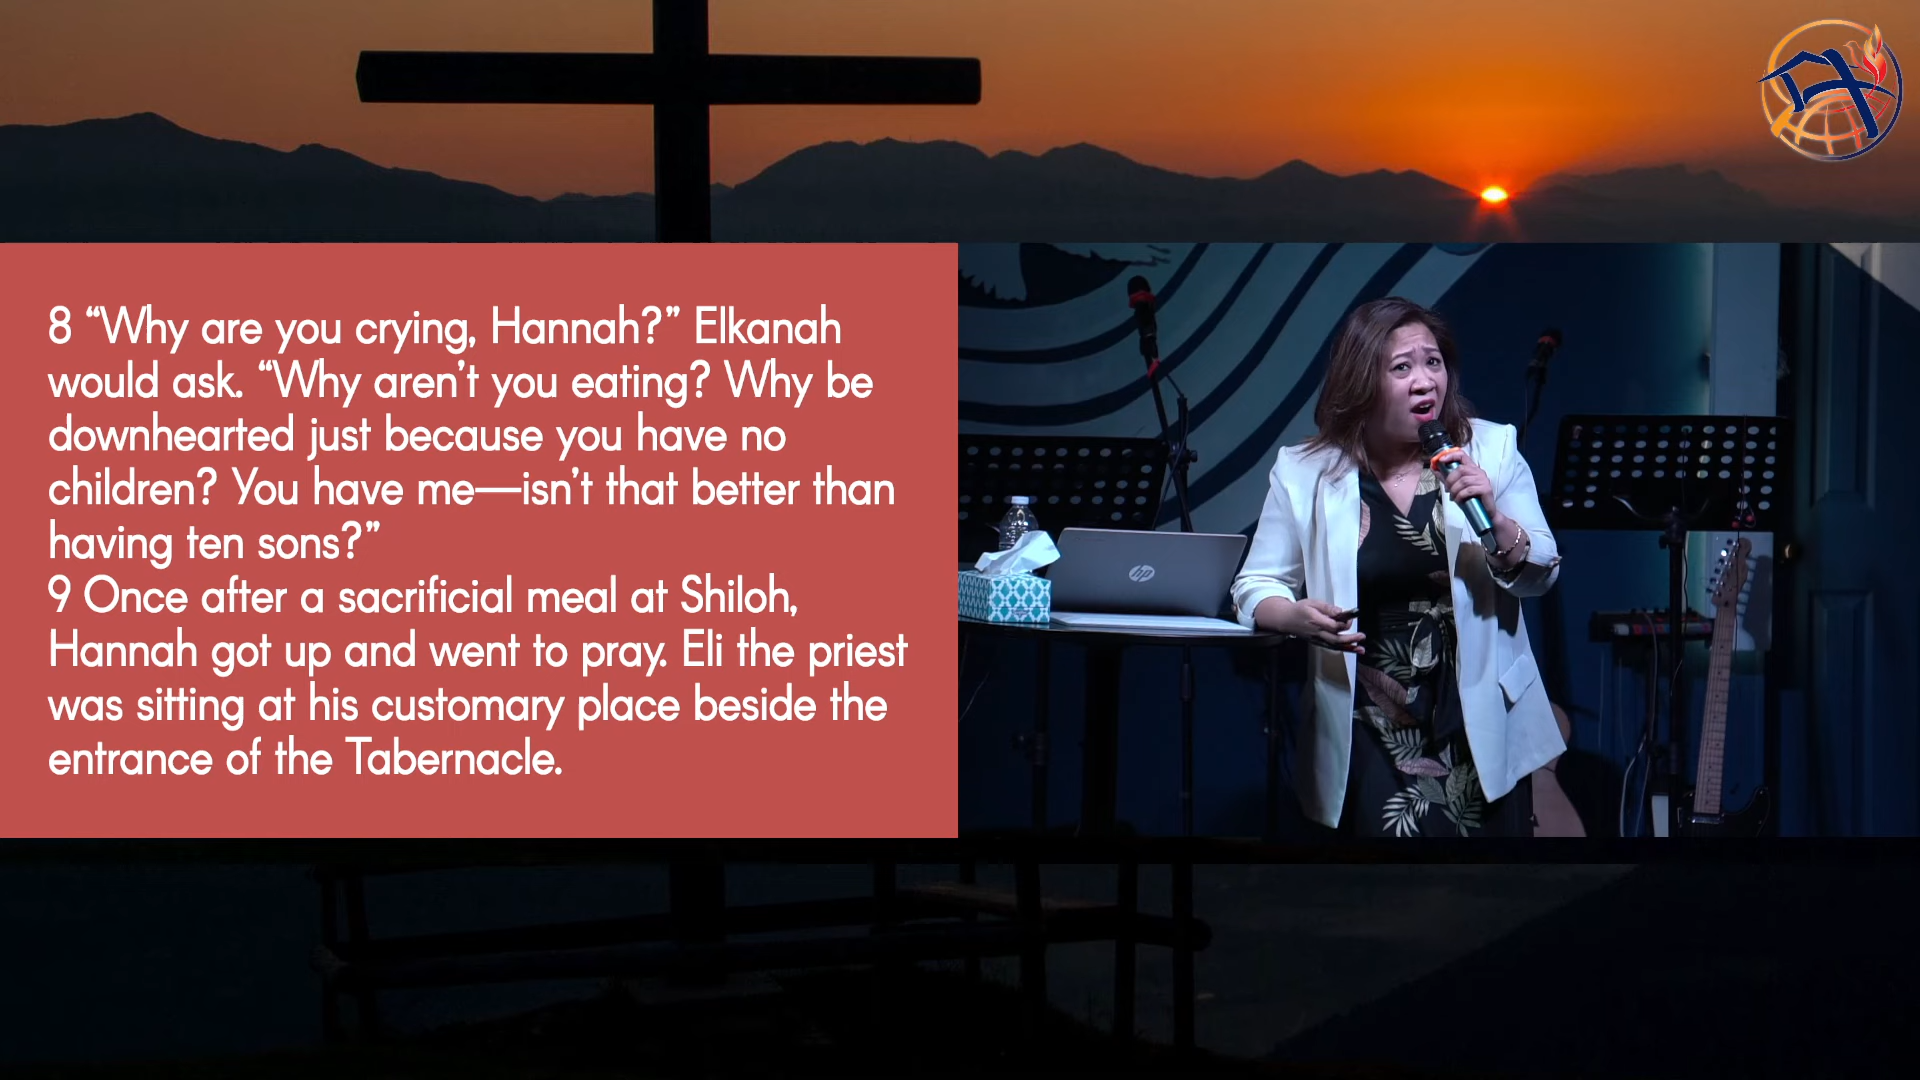 8 “Why are you crying, Hannah?” Elkanah
would ask. “Why aren’t you eating? Why be
downhearted just because you have no
children? You have me—isn’t that better than
having ten sons?”
9 Once after a sacrificial meal at Shiloh,
Hannah got up and went to pray. Eli the priest
was sitting at his customary place beside the
entrance of the Tabernacle.
hp